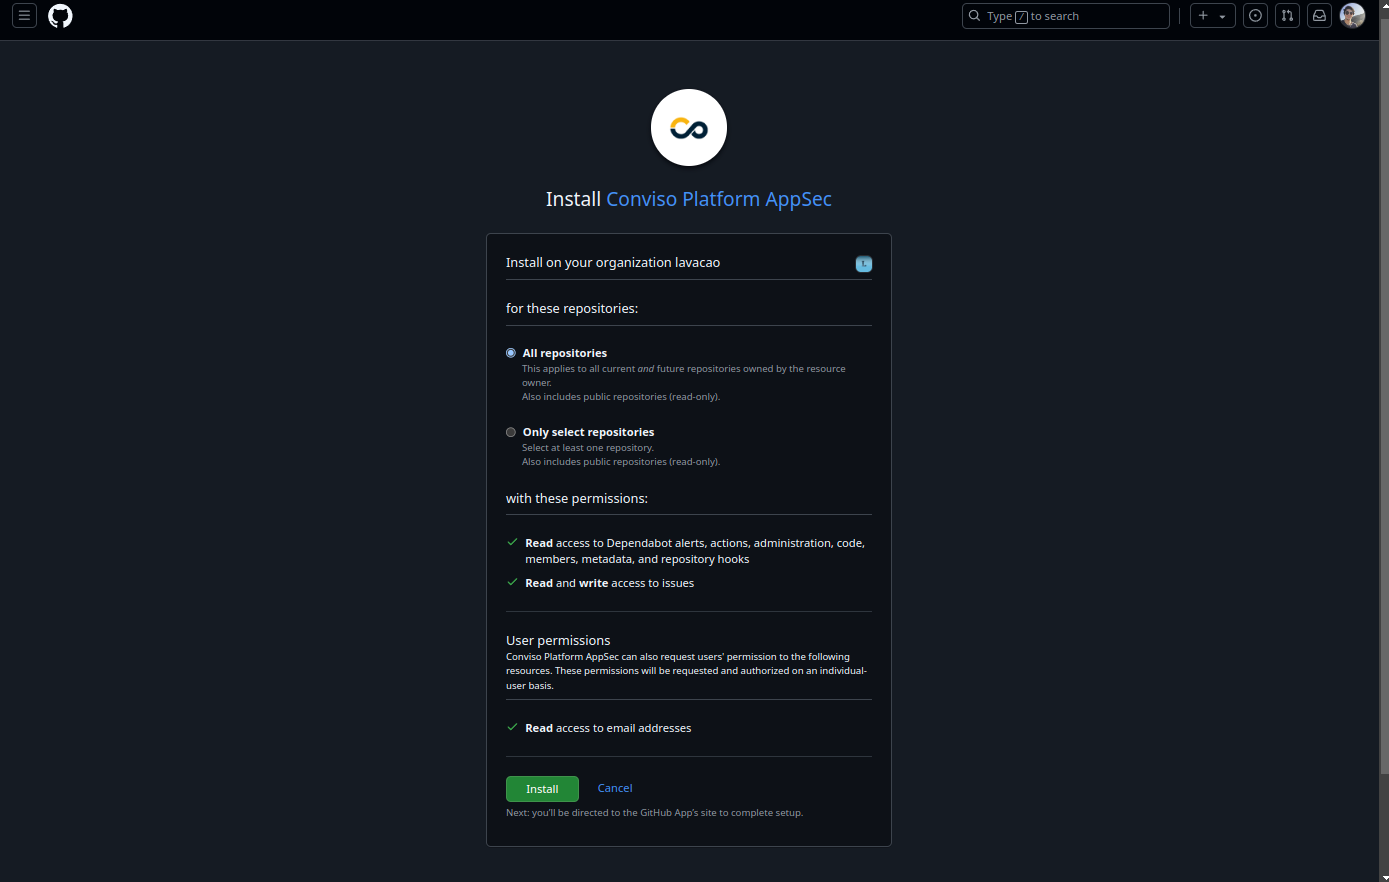 Type / to search
Install Conviso Platform AppSec
Install on your organization lavacao
L
for these repositories:
All repositories
This applies to all current and future repositories owned by the resource
owner.
Also includes public repositories (read-only).
Only select repositories
Select at least one repository.
Also includes public repositories (read-only).
with these permissions:
Read access to Dependabot alerts, actions, administration, code,
members, metadata, and repository hooks
Read and write access to issues
User permissions
Conviso Platform AppSec can also request users' permission to the following
resources. These permissions will be requested and authorized on an individual-
user basis.
Read access to email addresses
Install Cancel
Next: you'll be directed to the GitHub App's site to complete setup.